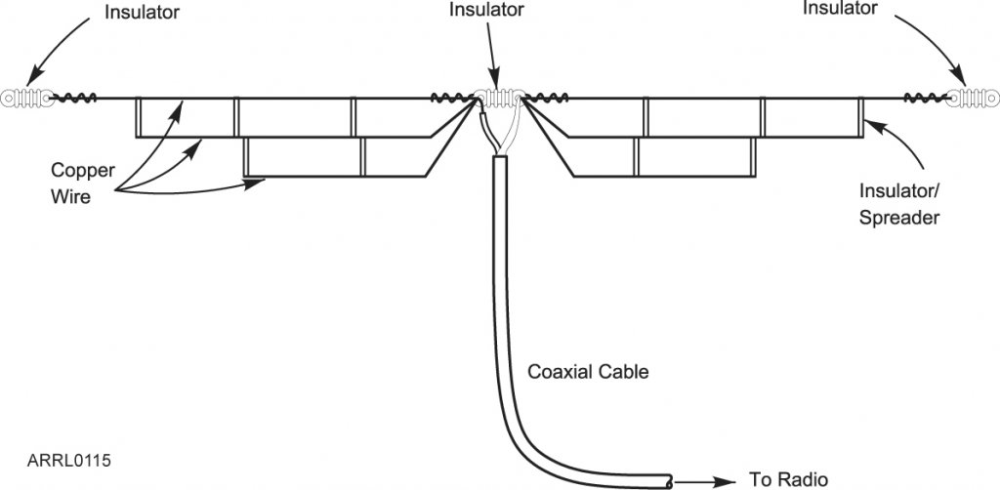 Insulator
Insulator
Insulator
Copper
Wire
Insulator/
Spreader
Coaxial Cable
ARRL0115
To Radio